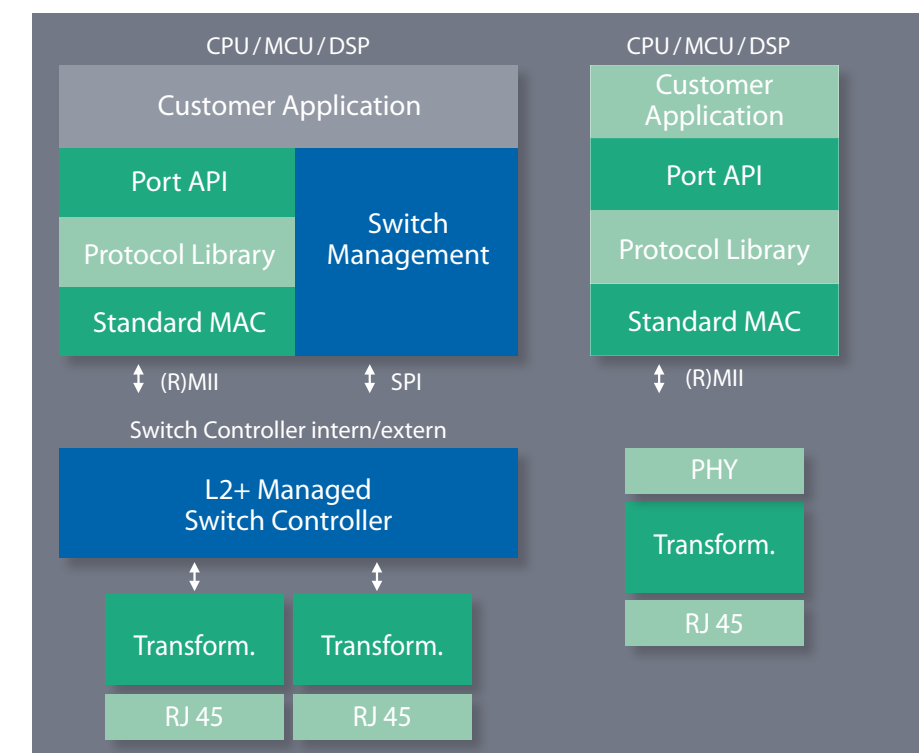 CPU/MCU/DSP
Customer Application
Port API
Protocol Library
Standard MAC
Switch
Management
(R)MII
SPI
Switch Controller intern/extern
L2+ Managed
Switch Controller
Transform.
Transform.
RJ 45
RJ 45
CPU/MCU/DSP
Customer
Application
Port API
Protocol Library
Standard MAC
(R)MII
PHY
Transform.
RJ 45